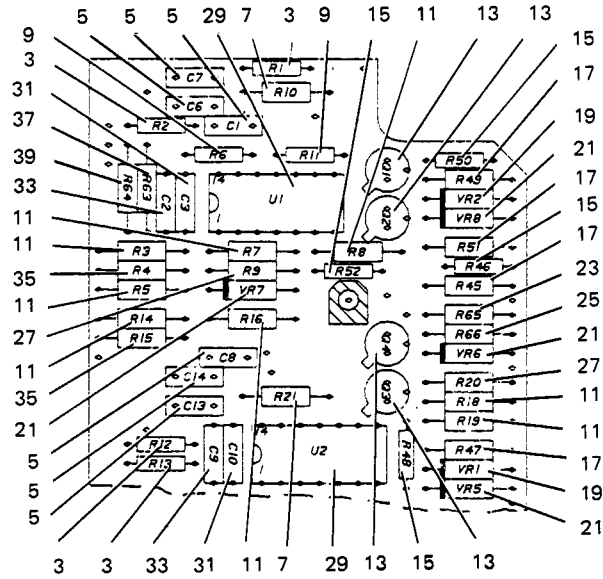 5 29 7 3 9 15 11 13 13
5
9
3
31
37
39
33
11
11
35
11
27
11
35
21
5
5
5
15
17
19
21
17
15
17
23
25
21
27
11
11
17
19
21
C7
R1
C6
R10
R2
C1
R6
R11
R50
R49
R64
R63
C2
C3
14
U1
1
VR2
VR8
R3
R7
R8
R51
R4
R9
R52
R46
R5
VR7
R45
R14
R16
R65
R15
R66
C8
VR6
C14
R20
R21
R18
C13
R19
R12
C9
C10
14
U2
1
R48
R47
R13
VR1
VR5
3 3 33 31 11 7 29 13 15 13